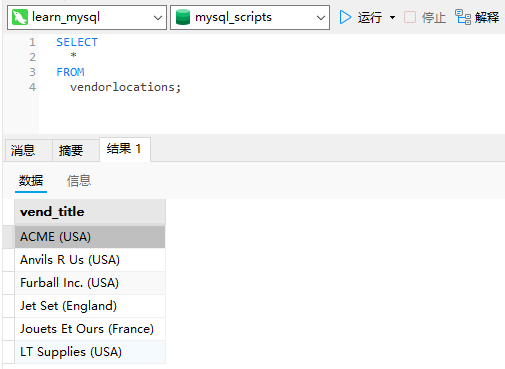 learn_mysql mysql_scripts 运行 停止 解释
1 SELECT
2 *
3 FROM
4 vendorlocations;
消息 摘要 结果 1
数据 信息
vend_title
ACME (USA)
Anvils R Us (USA)
Furball Inc. (USA)
Jet Set (England)
Jouets Et Ours (France)
LT Supplies (USA)